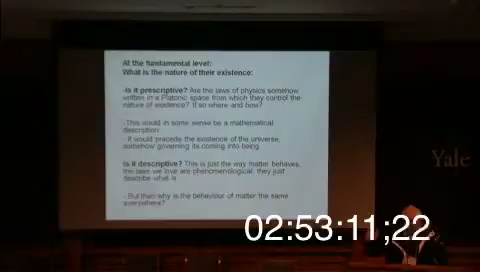 At the fundamental level:
What is the nature of their existence:
-Is it prescriptive? Are the laws of physics somehow
written in a Platonic space from which they control the
nature of existence? If so where and how?
-This would in some sense be a mathematical
description
- It would precede the existence of the universe,
somehow governing its coming into being
Is it descriptive? This is just the way matter behaves,
the laws we love are phenomenological: they just
describe what is
- But then why is the behaviour of matter the same
everywhere?
Yale
02:53:11;22